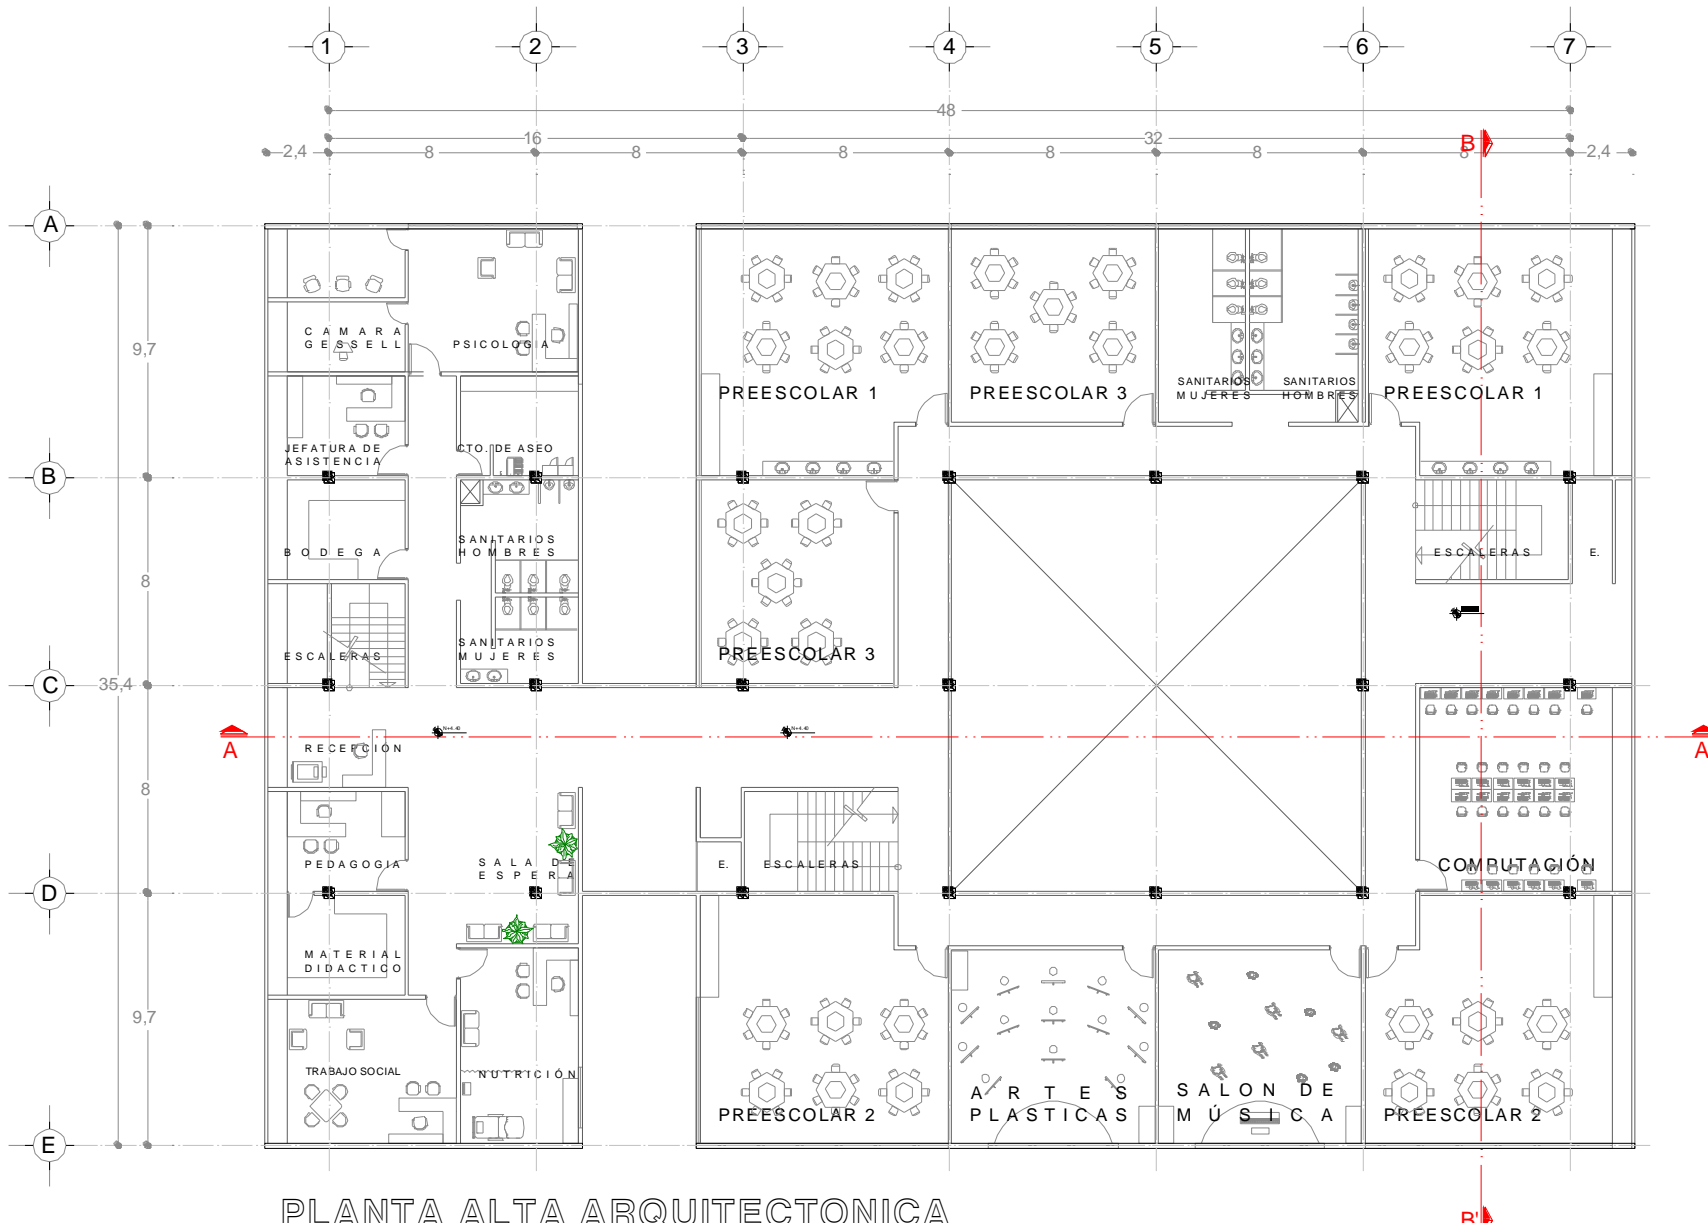 1 2 3 4 5 6 7
48
16 32
2,4 8 8 8 8 8 8 2,4
B
A
9,7
CAMARA
GESSELL
PSICOLOGIA
PREESCOLAR 1
PREESCOLAR 3
SANITARIOS
MUJERES
SANITARIOS
HOMBRES
PREESCOLAR 1
JEFATURA DE
ASISTENCIA
CTO. DE ASEO
B
8
BODEGA
SANITARIOS
HOMBRES
ESCALERAS
E.
ESCALERAS
SANITARIOS
MUJERES
PREESCOLAR 3
C
35,4
A
RECEPCION
N+4.40
N+4.40
A
8
PEDAGOGIA
SALA DE
ESPERA
E.
ESCALERAS
COMPUTACIÓN
D
MATERIAL
DIDACTICO
9,7
TRABAJO SOCIAL
NUTRICIÓN
PREESCOLAR 2
ARTES
PLASTICAS
SALON DE
MÚSICA
PREESCOLAR 2
E
PLANTA ALTA ARQUITECTONICA
B'